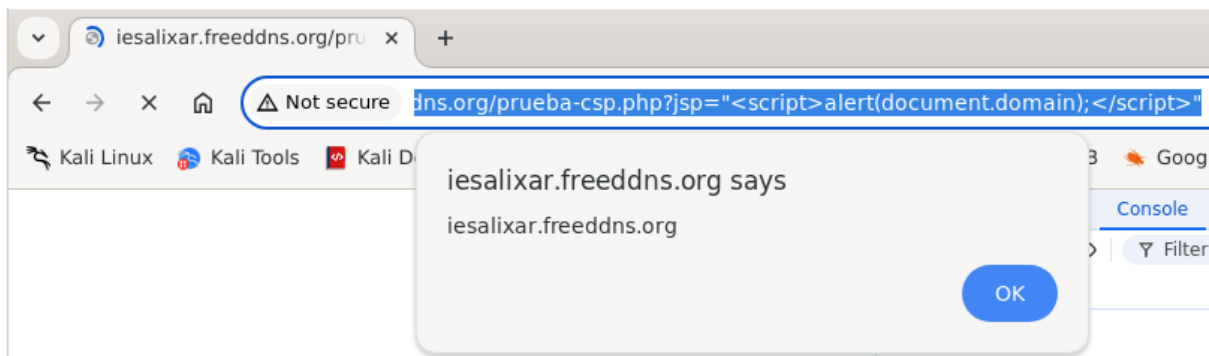 iesalixar.freeddns.org/pru
Not secure
dns.org/prueba-csp.php?jsp="<script>alert(document.domain);</script>"
Kali Linux
Kali Tools
Kali D
Goog
iesalixar.freeddns.org says
iesalixar.freeddns.org
OK
Console
Filter